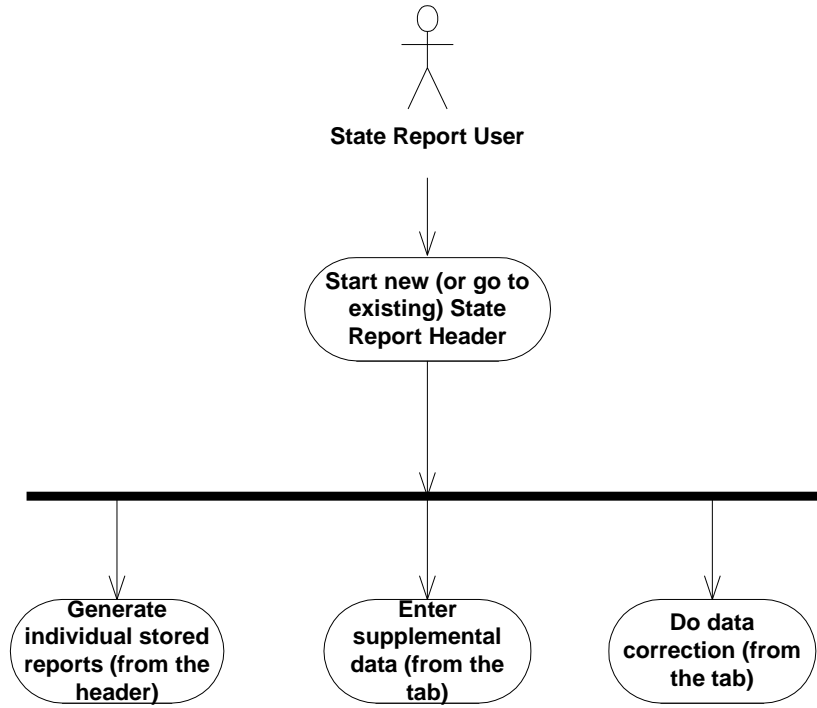 State Report User
Start new (or go to
existing) State
Report Header
Generate
individual stored
reports (from the
header)
Enter
supplemental
data (from the
tab)
Do data
correction (from
the tab)